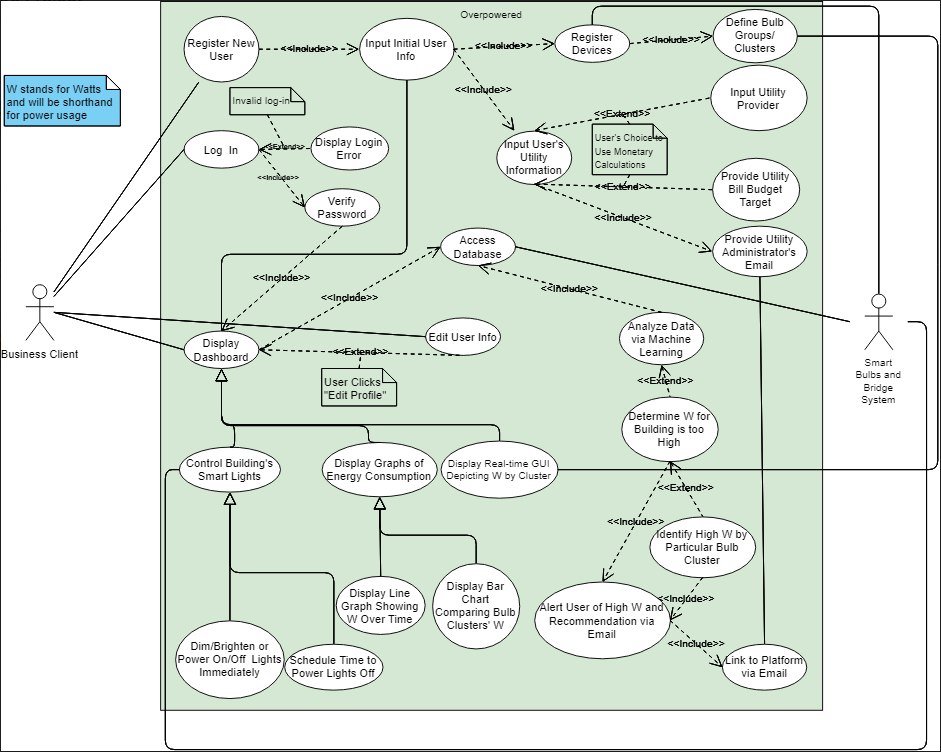 Overpowered
Register New
User
<<Include>>
Input Initial User
Info
<<Include>>
Register
Devices
<<Include>>
Define Bulb
Groups/
Clusters
W stands for Watts
and will be shorthand
for power usage
Invalid log-in
<<Include>>
Input Utility
Provider
<<Extend>>
Log In
<<Extend>>
Display Login
Error
Input User's
Utility
Information
User's Choice to
Use Monetary
Calculations
<<Include>>
<<Extend>>
Provide Utility
Bill Budget
Target
Verify
Password
<<Include>>
Access
Database
Provide Utility
Administrator's
Email
<<Include>>
<<Include>>
<<Include>>
Business Client
Display
Dashboard
Edit User Info
<<Extend>>
User Clicks
"Edit Profile"
Analyze Data
via Machine
Learning
<<Extend>>
Smart
Bulbs and
Bridge
System
Determine W for
Building is too
High
Control Building's
Smart Lights
Display Graphs of
Energy Consumption
Display Real-time GUI
Depicting W by Cluster
<<Extend>>
<<Include>>
Identify High W by
Particular Bulb
Cluster
Display Line
Graph Showing
W Over Time
Display Bar
Chart
Comparing Bulb
Clusters' W
<<Include>>
Alert User of High W and
Recommendation via
Email
<<Include>>
Dim/Brighten or
Power On/Off Lights
Immediately
Schedule Time to
Power Lights Off
Link to Platform
via Email